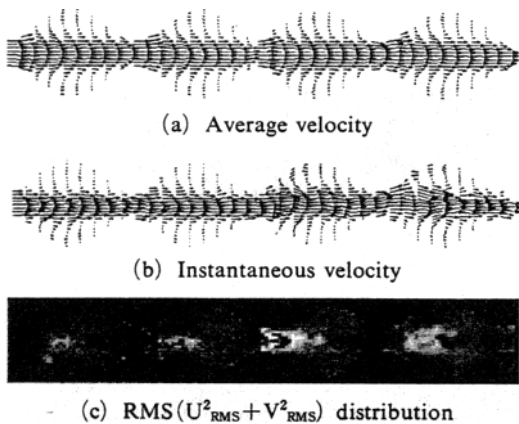 (a) Average velocity
(b) Instantaneous velocity
(c) RMS(U²RMS+V²RMS) distribution